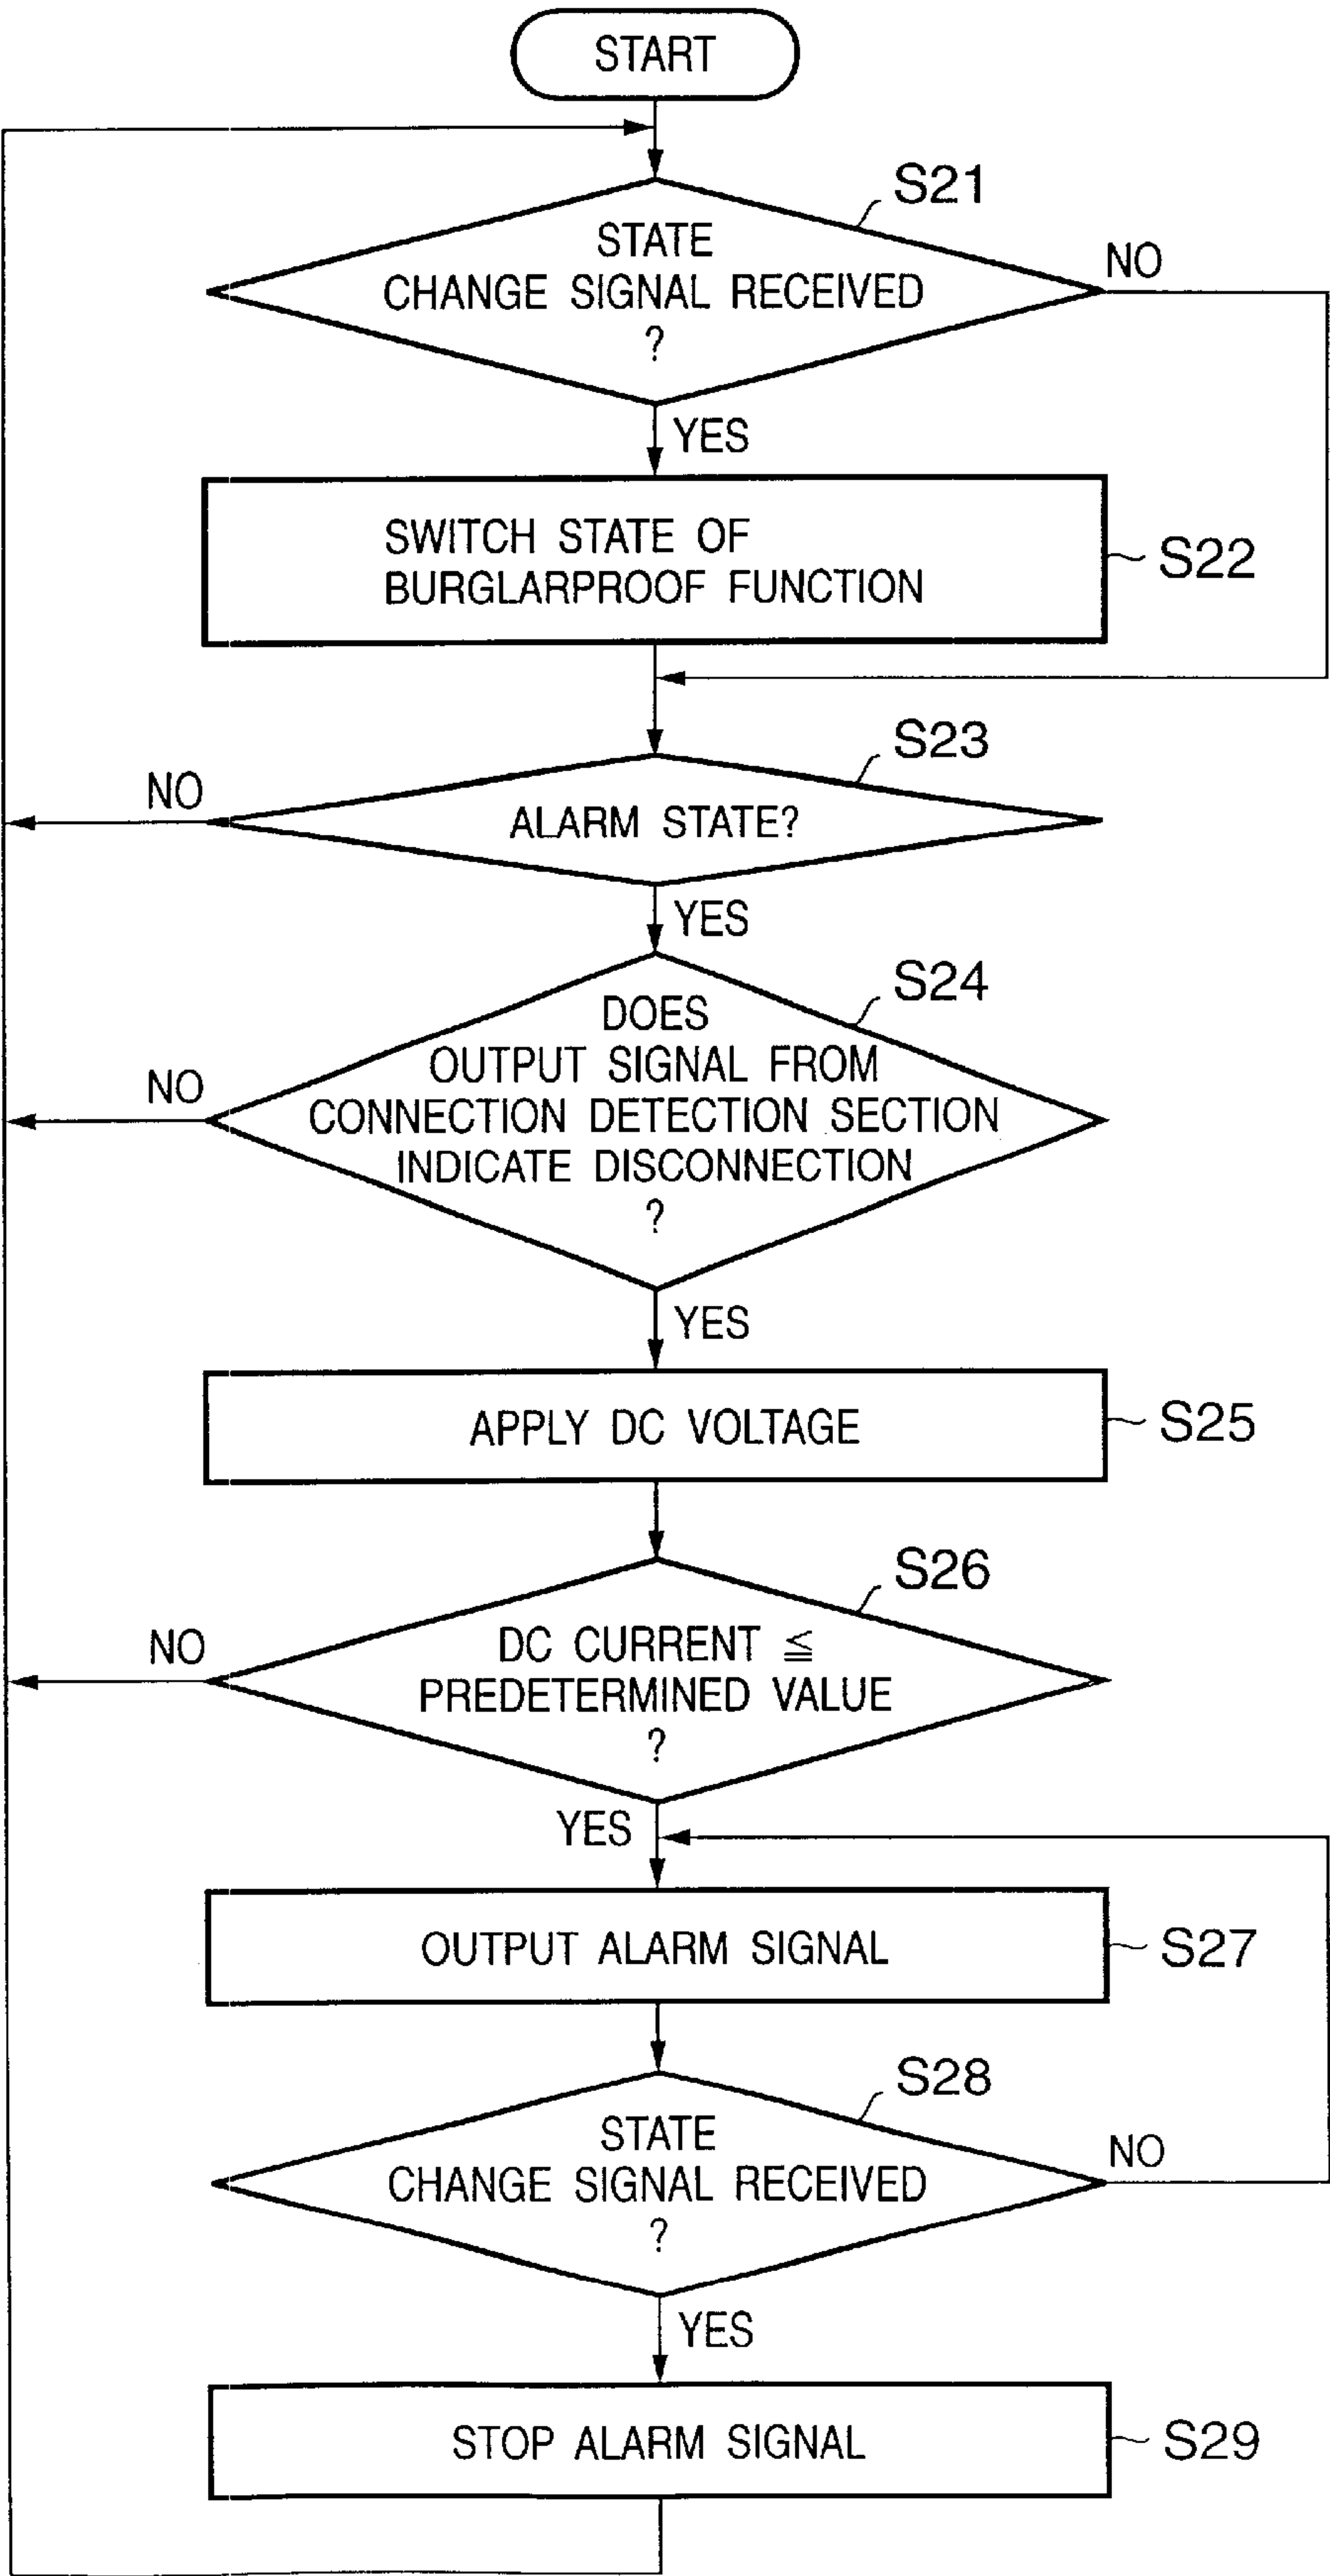 START
S21
STATE
CHANGE SIGNAL RECEIVED
?
NO
YES
SWITCH STATE OF
BURGLARPROOF FUNCTION
S22
S23
ALARM STATE?
NO
YES
S24
DOES
OUTPUT SIGNAL FROM
CONNECTION DETECTION SECTION
INDICATE DISCONNECTION
?
NO
YES
APPLY DC VOLTAGE
S25
S26
DC CURRENT ≦
PREDETERMINED VALUE
?
NO
YES
OUTPUT ALARM SIGNAL
S27
S28
STATE
CHANGE SIGNAL RECEIVED
?
NO
YES
STOP ALARM SIGNAL
S29